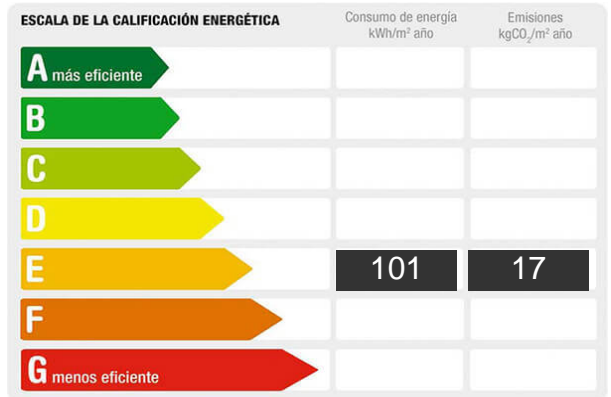 ESCALA DE LA CALIFICACIÓN ENERGÉTICA
Consumo de energía
kWh/m² año
Emisiones
kgCO₂/m² año
A más eficiente
B
C
D
E 101 17
F
G menos eficiente